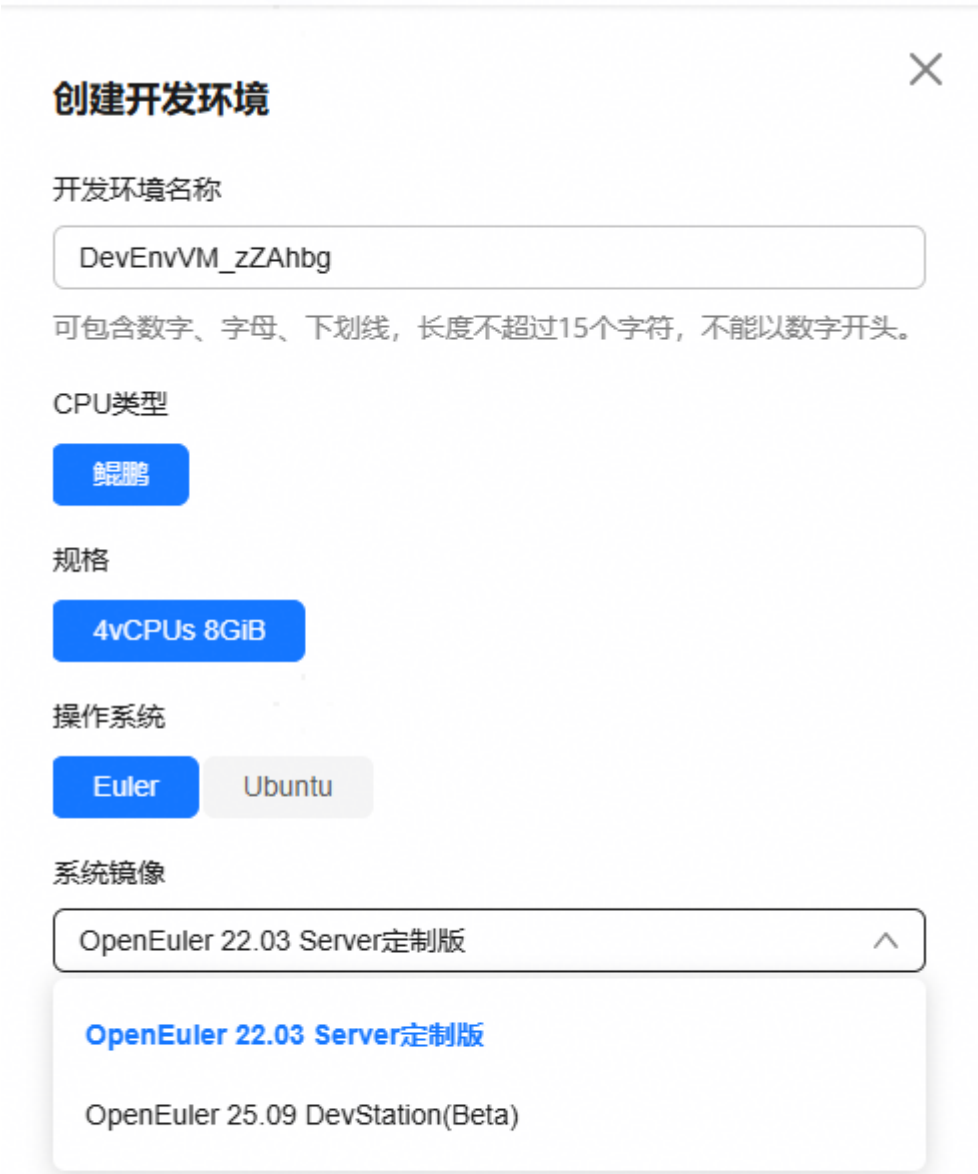 创建开发环境
开发环境名称
DevEnvVM_zZAhbg
可包含数字、字母、下划线，长度不超过15个字符，不能以数字开头。
CPU类型
鲲鹏
规格
4vCPUs 8GiB
操作系统
Euler Ubuntu
系统镜像
OpenEuler 22.03 Server定制版
OpenEuler 22.03 Server定制版
OpenEuler 25.09 DevStation(Beta)